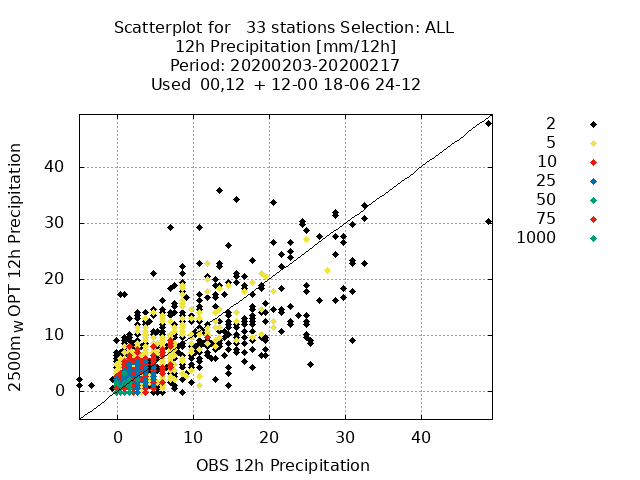 Scatterplot for   33 stations Selection: ALL
12h Precipitation [mm/12h]
Period: 20200203-20200217
Used  00,12  + 12-00 18-06 24-12
2
5
10
25
50
75
1000
2500m_W OPT 12h Precipitation
40
30
20
10
0
0 10 20 30 40
OBS 12h Precipitation